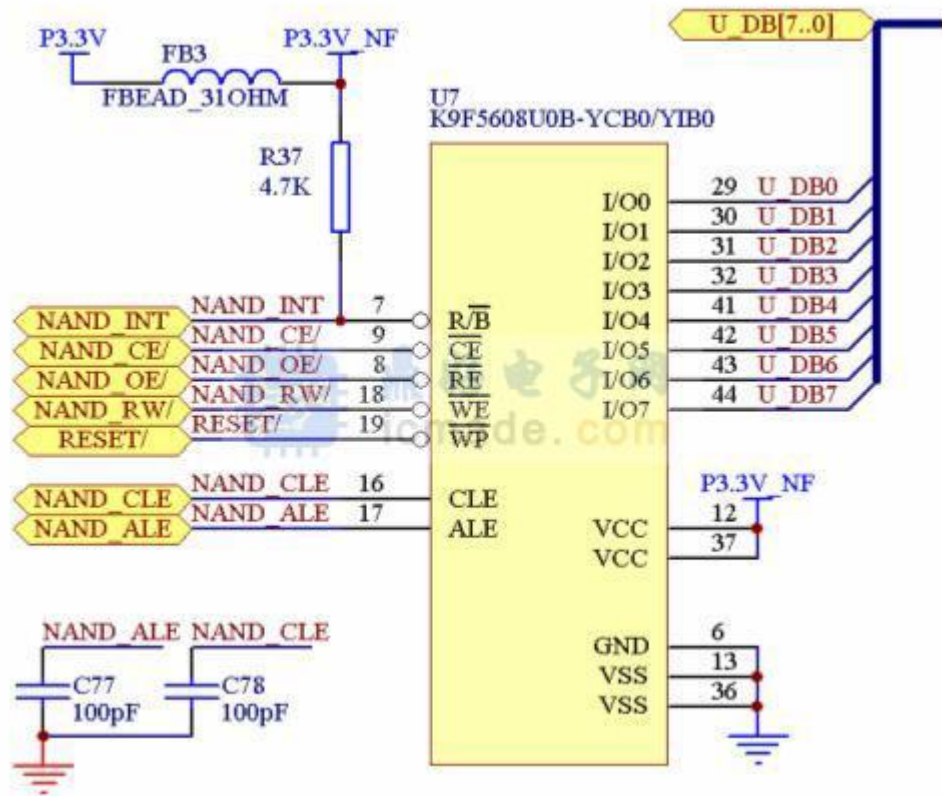 U_DB[7..0]
P3.3V
FB3
P3.3V_NF
FBEAD_31OHM
R37
4.7K
U7
K9F5608U0B-YCB0/YIB0
I/O0 29 U_DB0
I/O1 30 U_DB1
I/O2 31 U_DB2
I/O3 32 U_DB3
I/O4 41 U_DB4
I/O5 42 U_DB5
I/O6 43 U_DB6
I/O7 44 U_DB7
NAND_INT NAND_INT 7 R/B
NAND_CE/ NAND_CE/ 9 CE
NAND_OE/ NAND_OE/ 8 RE
NAND_RW/ NAND_RW/ 18 WE
RESET/ RESET/ 19 WP
NAND_CLE NAND_CLE 16 CLE
NAND_ALE NAND_ALE 17 ALE
P3.3V_NF
VCC 12
VCC 37
GND 6
VSS 13
VSS 36
NAND_ALE NAND_CLE
C77
100pF
C78
100pF
电子网
.com